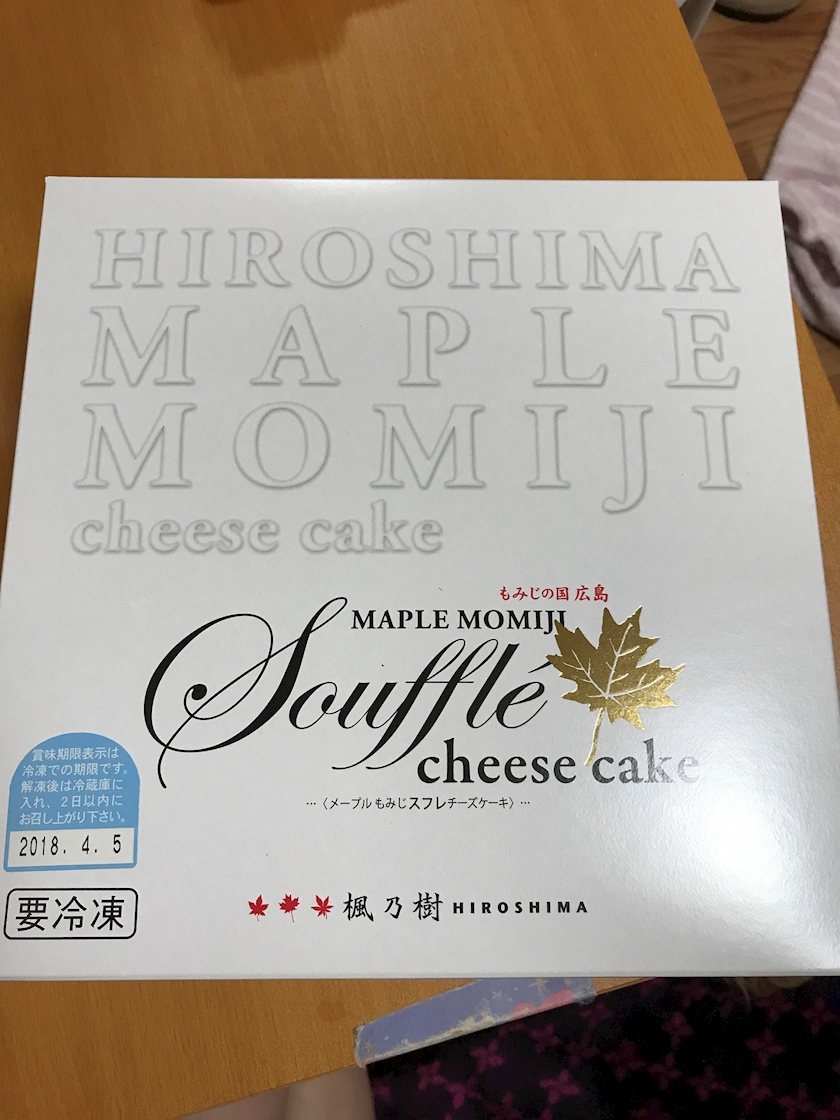 HIROSHIMA
MAPLE
MOMIJI
cheese cake
もみじの国 広島
MAPLE MOMIJI
Soufflé
cheese cake
…〈メープル もみじスフレチーズケーキ〉…
賞味期限表示は
冷凍での期限です。
解凍後は冷蔵庫に
入れ、2日以内に
お召し上がり下さい。
2018. 4. 5
要冷凍
楓乃樹 HIROSHIMA